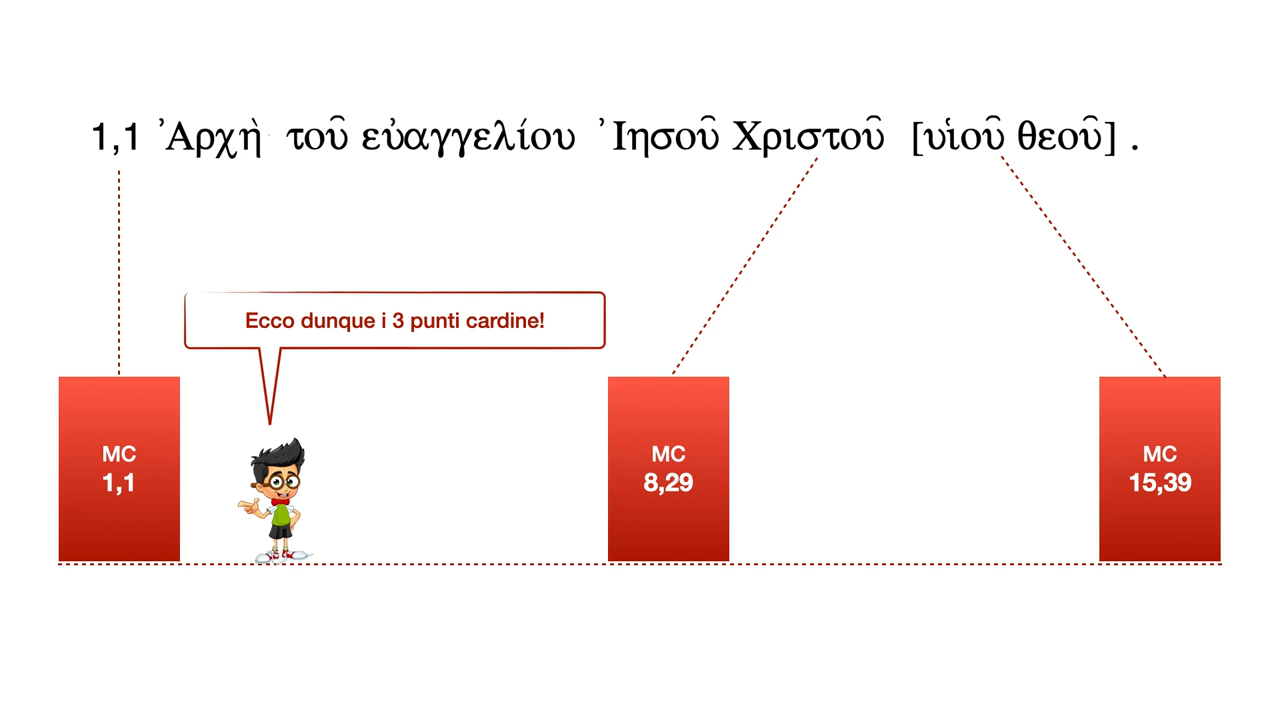 1,1 Ἀρχὴ τοῦ εὐαγγελίου Ἰησοῦ Χριστοῦ [υἱοῦ θεοῦ] .
Ecco dunque i 3 punti cardine!
MC
1,1
MC
8,29
MC
15,39